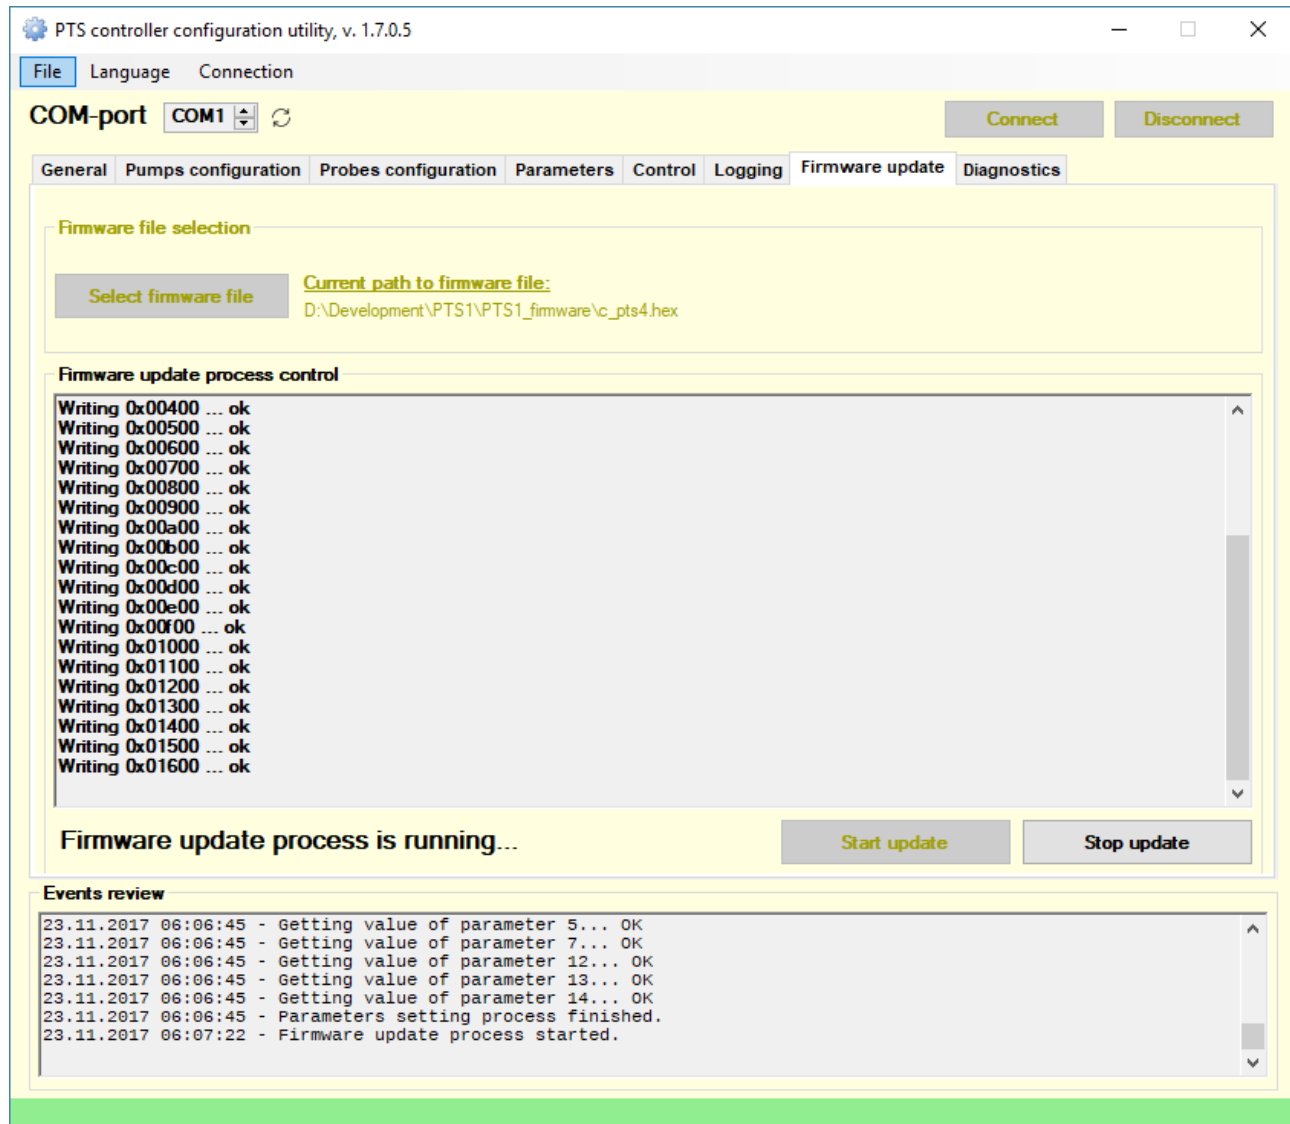 PTS controller configuration utility, v. 1.7.0.5
File Language Connection
COM-port COM1 Connect Disconnect
General Pumps configuration Probes configuration Parameters Control Logging Firmware update Diagnostics
Firmware file selection
Select firmware file
Current path to firmware file:
D:\Development\PTS1\PTS1_firmware\c_pts4.hex
Firmware update process control
Writing 0x00400 ... ok
Writing 0x00500 ... ok
Writing 0x00600 ... ok
Writing 0x00700 ... ok
Writing 0x00800 ... ok
Writing 0x00900 ... ok
Writing 0x00a00 ... ok
Writing 0x00b00 ... ok
Writing 0x00c00 ... ok
Writing 0x00d00 ... ok
Writing 0x00e00 ... ok
Writing 0x00f00 ... ok
Writing 0x01000 ... ok
Writing 0x01100 ... ok
Writing 0x01200 ... ok
Writing 0x01300 ... ok
Writing 0x01400 ... ok
Writing 0x01500 ... ok
Writing 0x01600 ... ok
Firmware update process is running... Start update Stop update
Events review
23.11.2017 06:06:45 - Getting value of parameter 5... OK
23.11.2017 06:06:45 - Getting value of parameter 7... OK
23.11.2017 06:06:45 - Getting value of parameter 12... OK
23.11.2017 06:06:45 - Getting value of parameter 13... OK
23.11.2017 06:06:45 - Getting value of parameter 14... OK
23.11.2017 06:06:45 - Parameters setting process finished.
23.11.2017 06:07:22 - Firmware update process started.